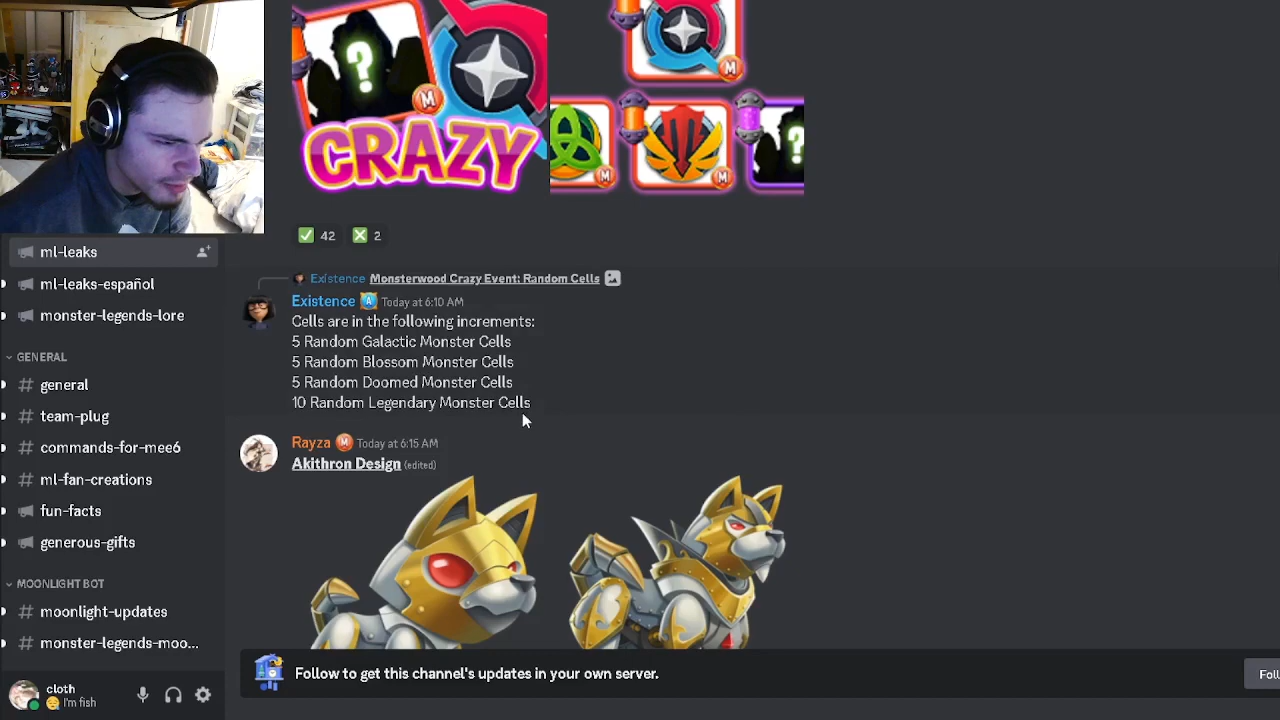 ?
M
CRAZY
M
M
M
?
42
2
ml-leaks
ml-leaks-español
monster-legends-lore
GENERAL
general
team-plug
commands-for-mee6
ml-fan-creations
fun-facts
generous-gifts
MOONLIGHT BOT
moonlight-updates
monster-legends-moo...
cloth
I'm fish
Existence Monsterwood Crazy Event: Random Cells
Existence A Today at 6:10 AM
Cells are in the following increments:
5 Random Galactic Monster Cells
5 Random Blossom Monster Cells
5 Random Doomed Monster Cells
10 Random Legendary Monster Cells
Rayza M Today at 6:15 AM
Akithron Design (edited)
Follow to get this channel's updates in your own server.
Foll